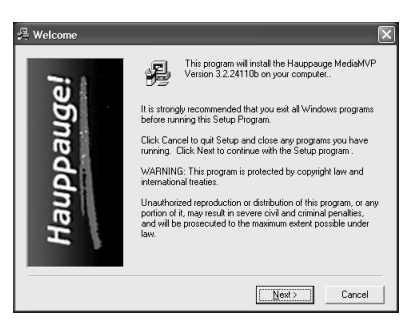 Welcome
Hauppauge!
This program will install the Hauppauge MediaMVP
Version 3.2.24110b on your computer..
It is strongly recommended that you exit all Windows programs
before running this Setup Program.
Click Cancel to quit Setup and close any programs you have
running. Click Next to continue with the Setup program .
WARNING: This program is protected by copyright law and
international treaties.
Unauthorized reproduction or distribution of this program, or any
portion of it, may result in severe civil and criminal penalties,
and will be prosecuted to the maximum extent possible under
law.
Next >
Cancel